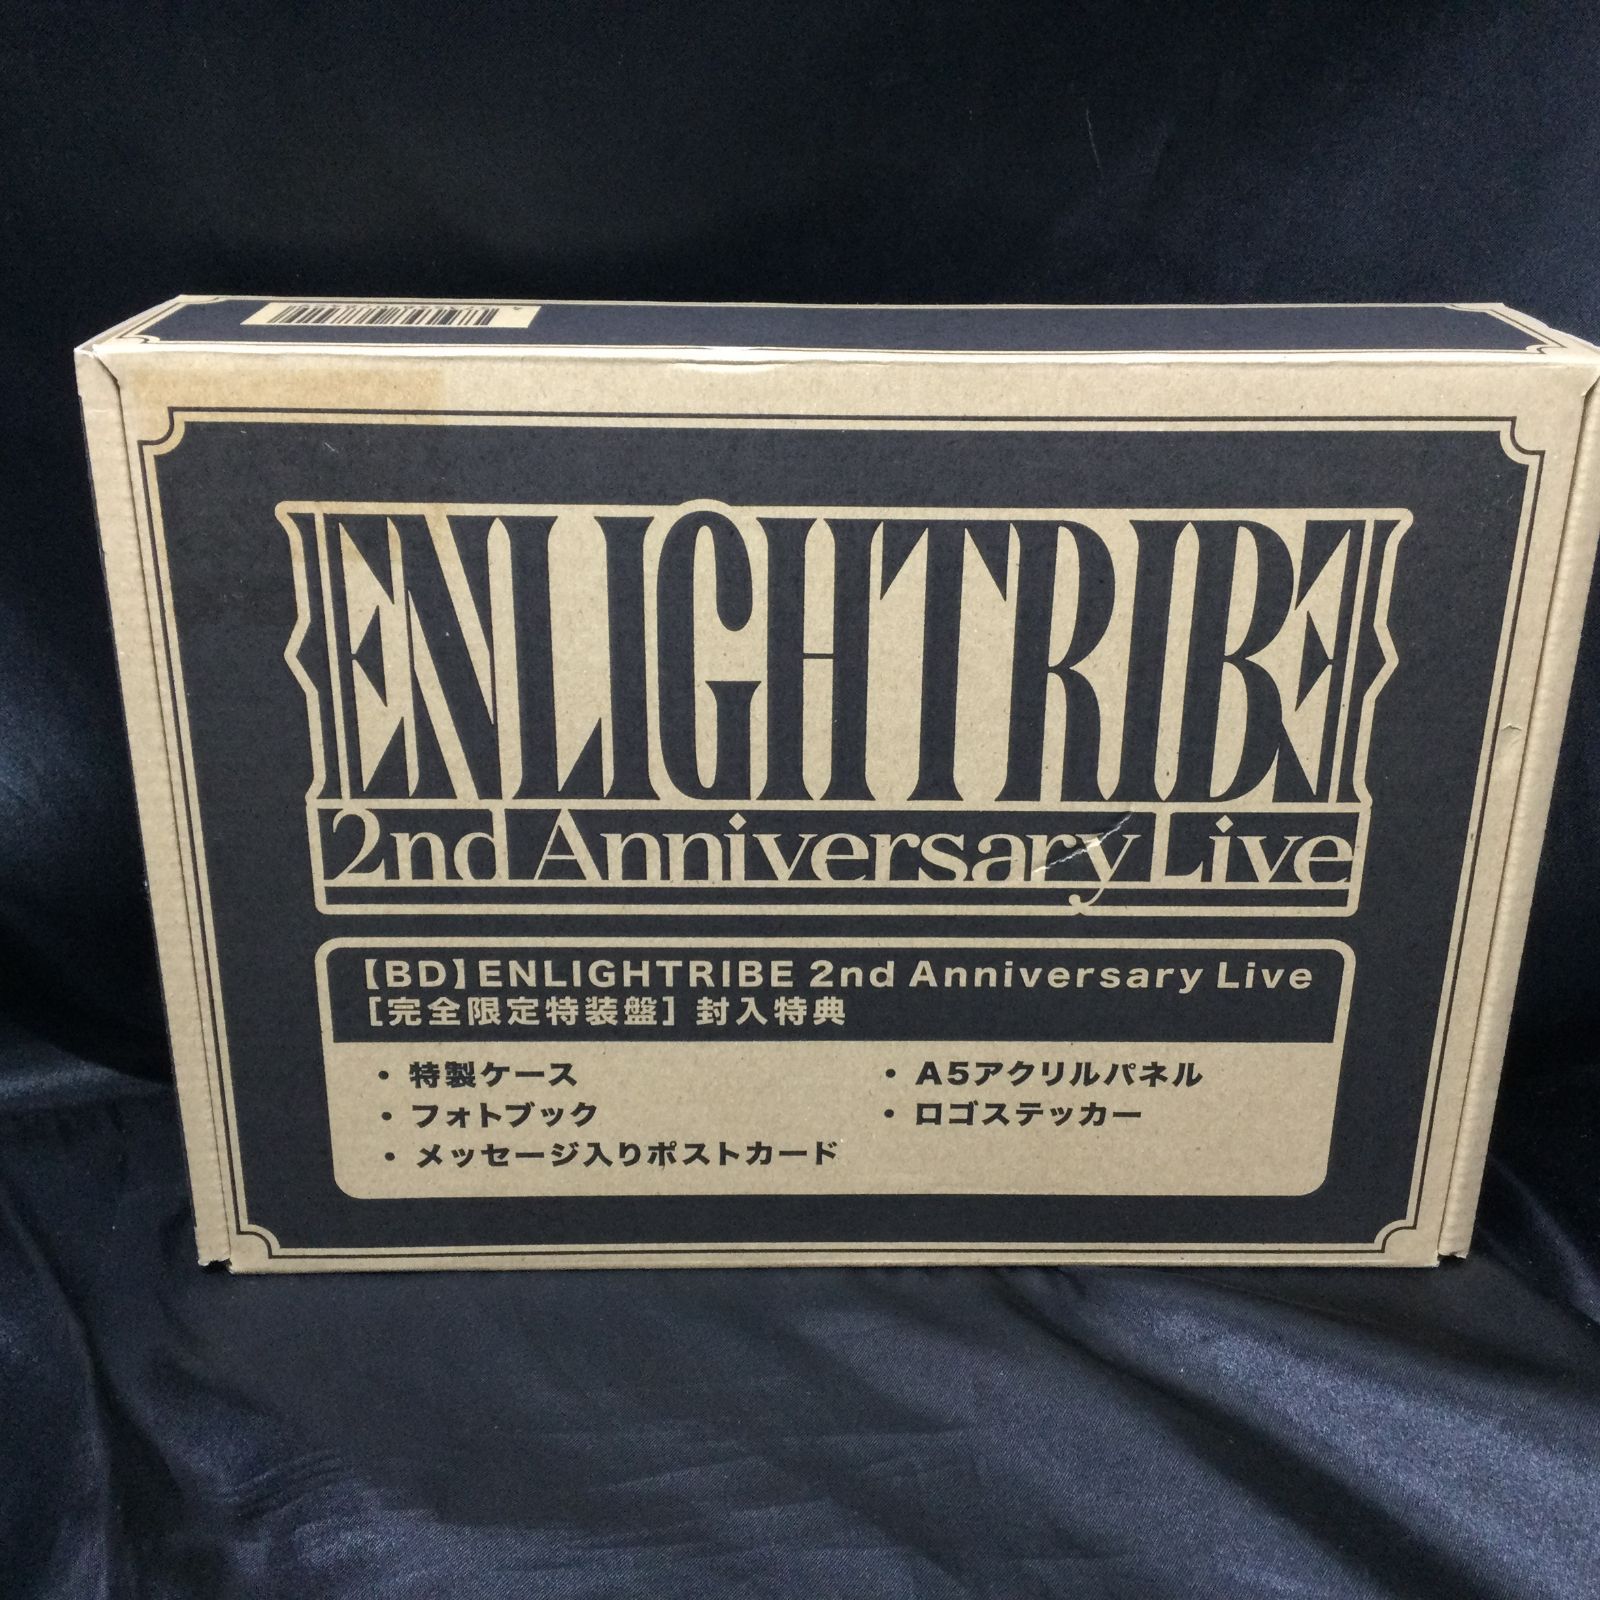 ENLIGHTRIBE
2nd Anniversary Live
【BD】ENLIGHTRIBE 2nd Anniversary Live
［完全限定特装盤］封入特典
・特製ケース
・フォトブック
・メッセージ入りポストカード
・A5アクリルパネル
・ロゴステッカー